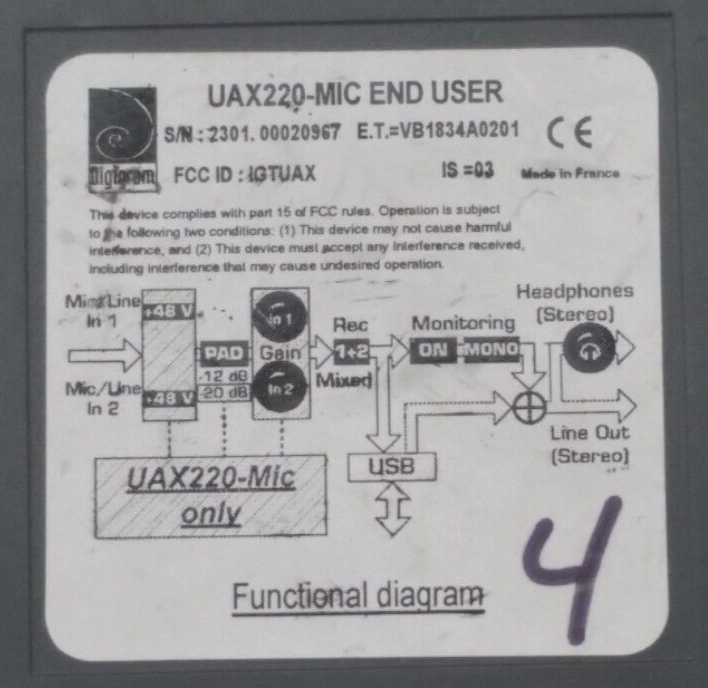 UAX220-MIC END USER
S/N : 2301. 00020967 E.T.=VB1834A0201 CE
Digigram FCC ID : IGTUAX IS =03 Made in France
This device complies with part 15 of FCC rules. Operation is subject
to the following two conditions: (1) This device may not cause harmful
interference, and (2) This device must accept any interference received,
including interference that may cause undesired operation.
Mic/Line
In 1
+48 V
PAD
-12 dB
-20 dB
In 1
Gain
In 2
Mic/Line
In 2
+48 V
Rec
1+2
Mixed
Monitoring
ON MONO
Headphones
(Stereo)
Line Out
(Stereo)
USB
UAX220-Mic
only
Functional diagram
4